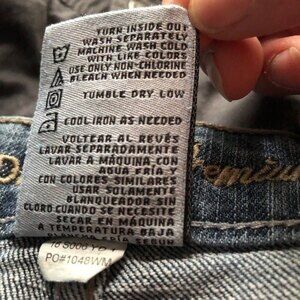 TURN INSIDE OUT
WASH SEPARATELY
MACHINE WASH COLD
WITH LIKE COLORS
USE ONLY NON-CHLORINE
BLEACH WHEN NEEDED
TUMBLE DRY LOW
COOL IRON AS NEEDED
VOLTEAR AL REVÉS
LAVAR SEPARADAMENTE
LAVAR A MÁQUINA CON
AGUA FRÍA Y
CON COLORES SIMILARES
USAR SOLAMENTE
BLANQUEADOR SIN
CLORO CUANDO SE NECESITE
SECAR EN MÁQUINA
A TEMPERATURA BAJA
PO#1048WM